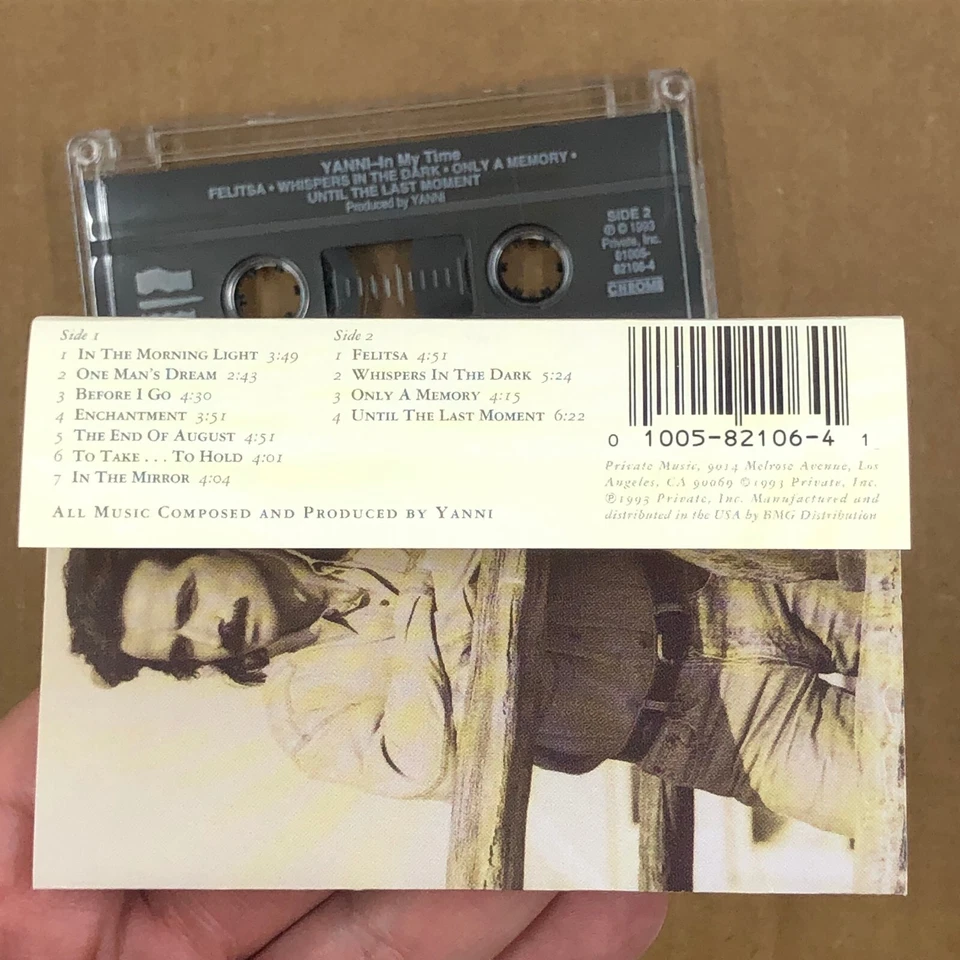 YANNI–In My Time
FELITSA • WHISPERS IN THE DARK • ONLY A MEMORY •
UNTIL THE LAST MOMENT
Produced by YANNI
SIDE 2
℗ © 1993
Private, Inc.
01005-
82106-4
CHROME
Side 1
1 IN THE MORNING LIGHT 3:49
2 ONE MAN'S DREAM 2:43
3 BEFORE I GO 4:30
4 ENCHANTMENT 3:51
5 THE END OF AUGUST 4:51
6 TO TAKE . . . TO HOLD 4:01
7 IN THE MIRROR 4:04
Side 2
1 FELITSA 4:51
2 WHISPERS IN THE DARK 5:24
3 ONLY A MEMORY 4:15
4 UNTIL THE LAST MOMENT 6:22
ALL MUSIC COMPOSED AND PRODUCED BY YANNI
0 1005-82106-4 1
Private Music, 9014 Melrose Avenue, Los
Angeles, CA 90069 ©1993 Private, Inc.
℗1993 Private, Inc. Manufactured and
distributed in the USA by BMG Distribution